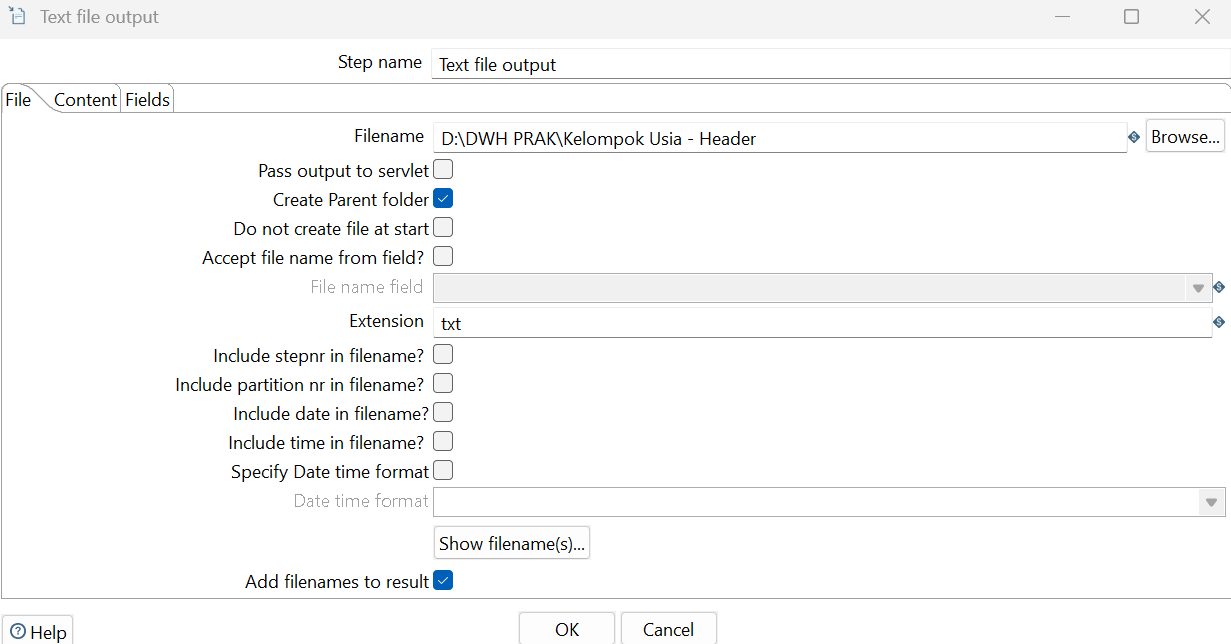 Text file output
Step name Text file output
File Content Fields
Filename D:\DWH PRAK\Kelompok Usia - Header Browse...
Pass output to servlet
Create Parent folder
Do not create file at start
Accept file name from field?
File name field
Extension txt
Include stepnr in filename?
Include partition nr in filename?
Include date in filename?
Include time in filename?
Specify Date time format
Date time format
Show filename(s)...
Add filenames to result
Help OK Cancel